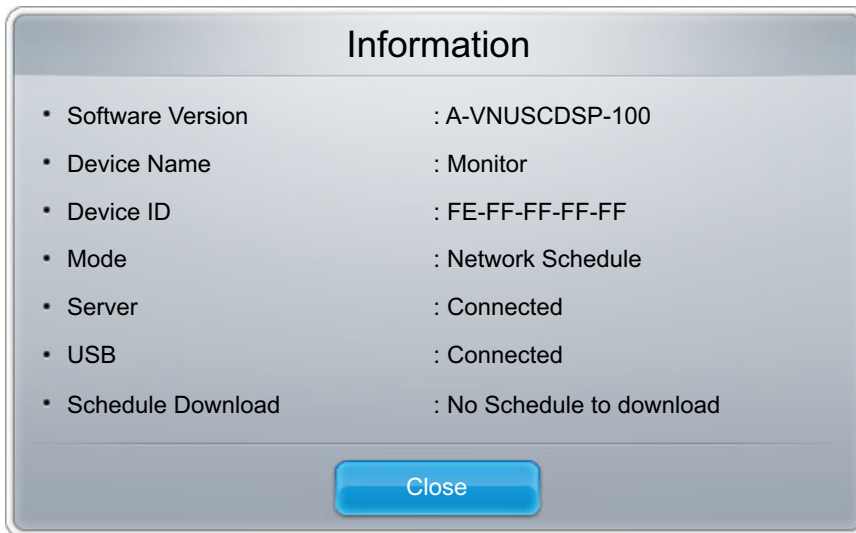 Information
• Software Version : A-VNUSCDSP-100
• Device Name : Monitor
• Device ID : FE-FF-FF-FF-FF
• Mode : Network Schedule
• Server : Connected
• USB : Connected
• Schedule Download : No Schedule to download
Close